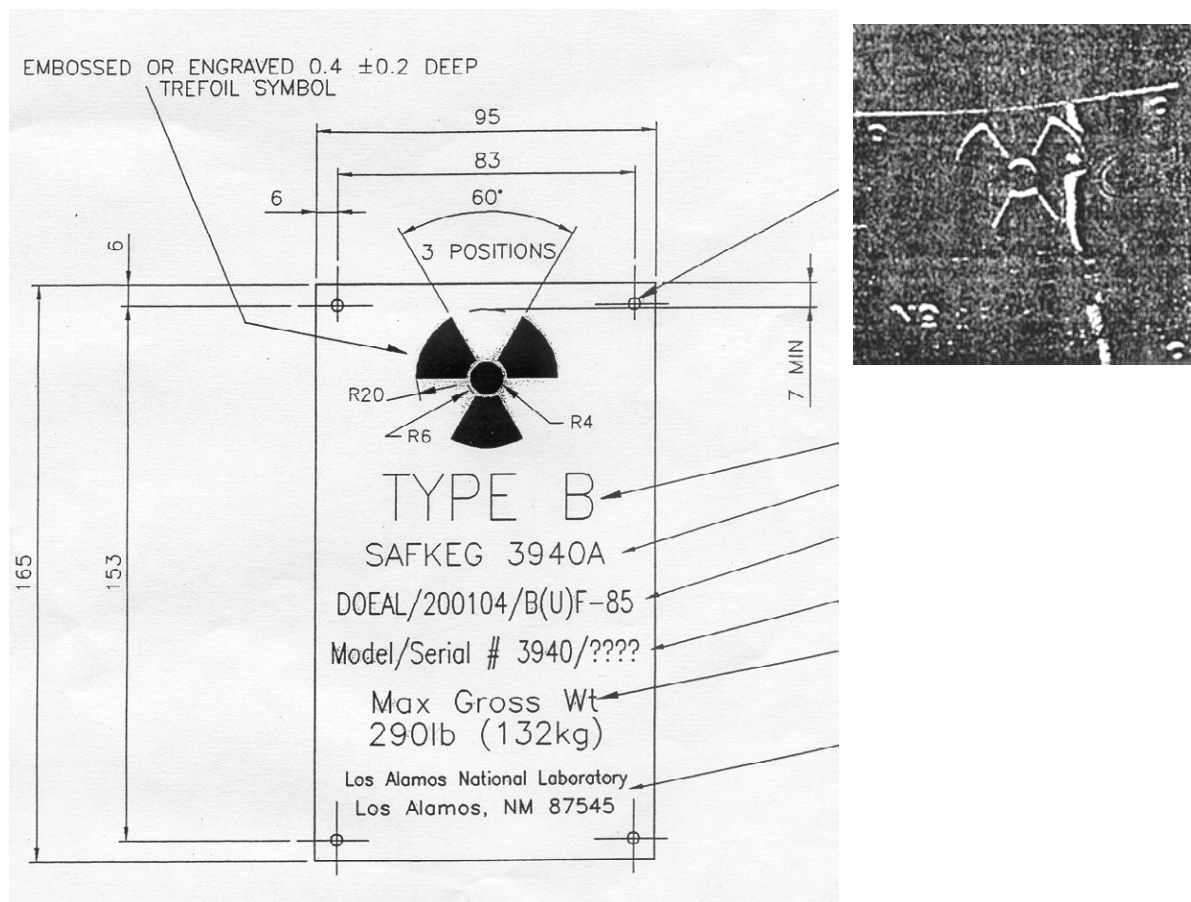 EMBOSSED OR ENGRAVED 0.4 ±0.2 DEEP
TREFOIL SYMBOL
95
83
6
60°
6
3 POSITIONS
7 MIN
R20
R6
R4
TYPE B
SAFKEG 3940A
165
153
DOEAL/200104/B(U)F-85
Model/Serial # 3940/????
Max Gross Wt
290lb (132kg)
Los Alamos National Laboratory
Los Alamos, NM 87545